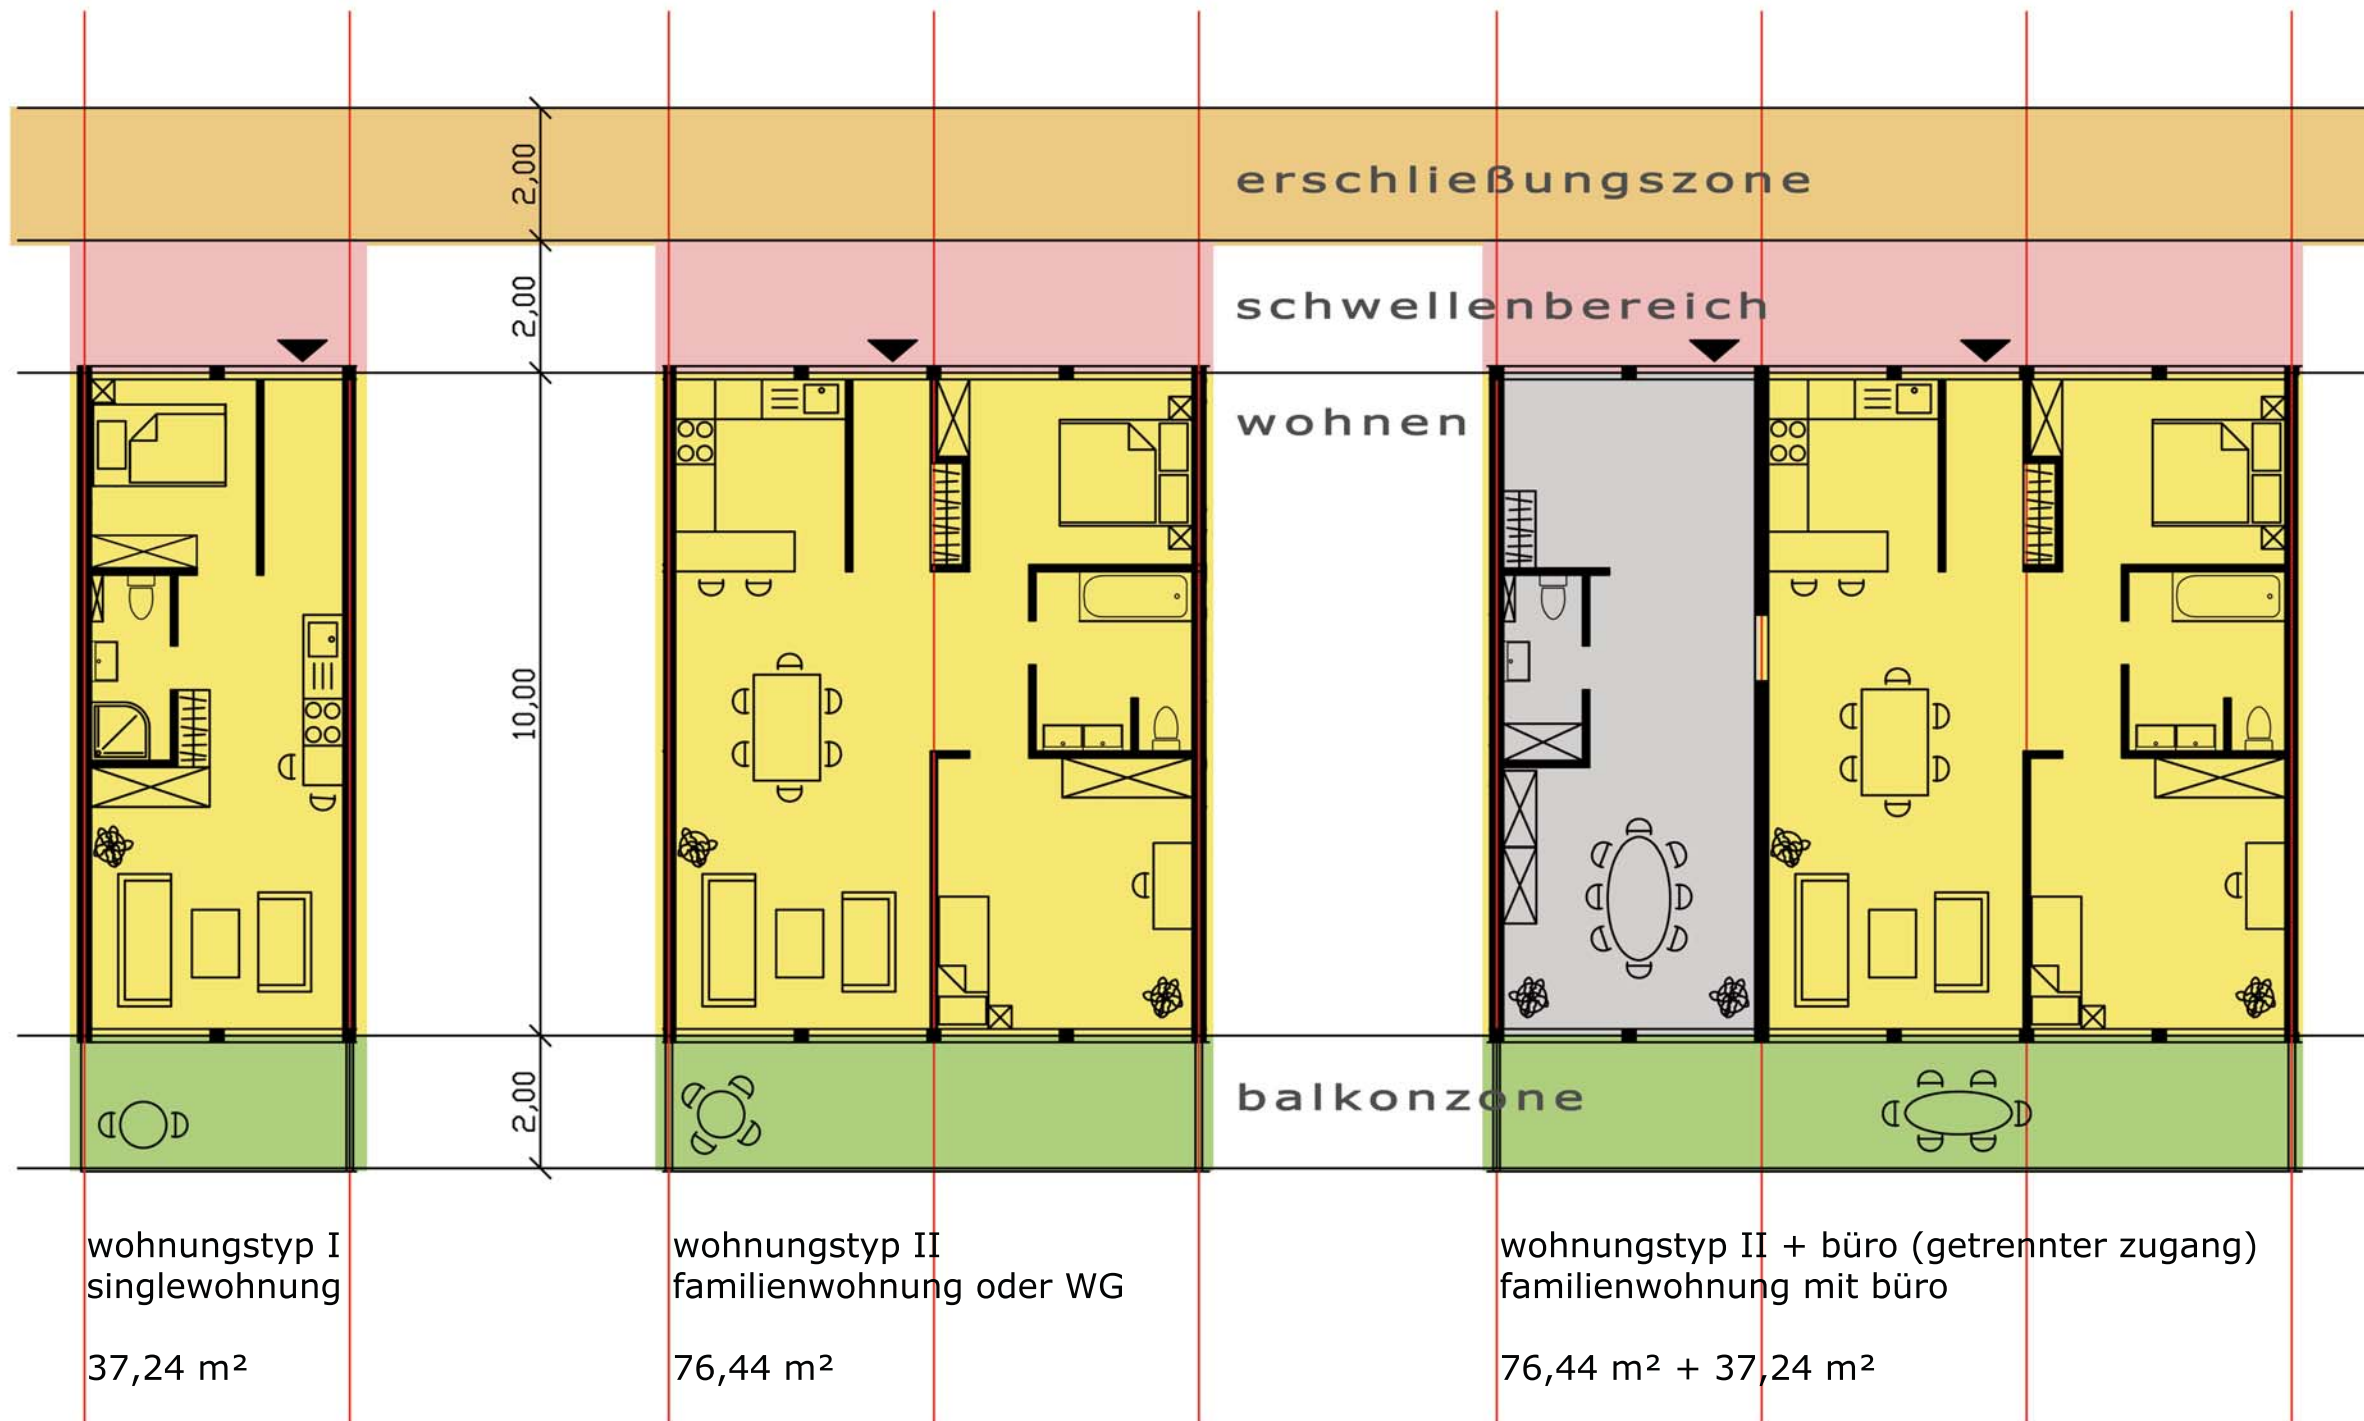 2,00
erschließungszone
2,00
schwellenbereich
wohnen
10,00
2,00
balkonzone
wohnungstyp I
singlewohnung
37,24 m²
wohnungstyp II
familienwohnung oder WG
76,44 m²
wohnungstyp II + büro (getrennter zugang)
familienwohnung mit büro
76,44 m² + 37,24 m²